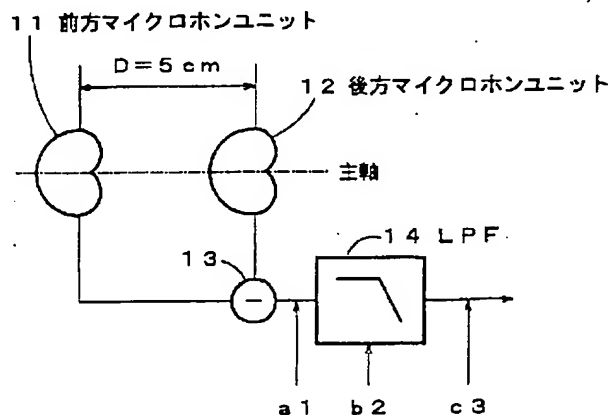 １１ 前方マイクロホンユニット
Ｄ＝５ｃｍ
１２ 後方マイクロホンユニット
主軸
１３
－
１４ ＬＰＦ
ａ１
ｂ２
ｃ３